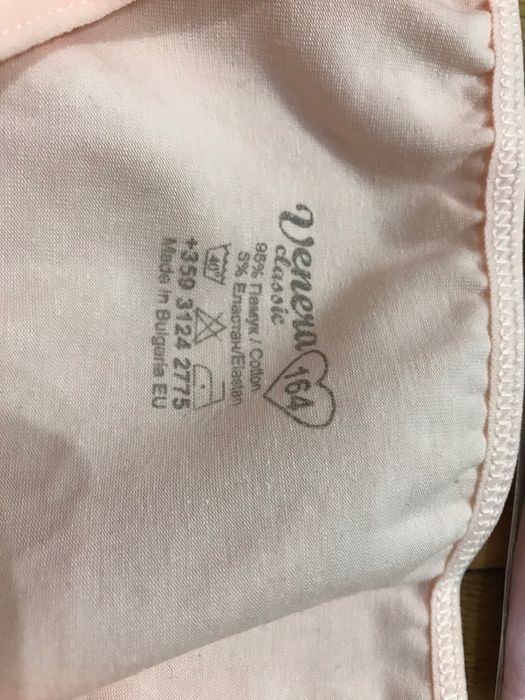 Venera
classic
164
95% Памук / Cotton
5% Еластан/Elastan
40°
+359 3124 2775
Made in Bulgaria EU